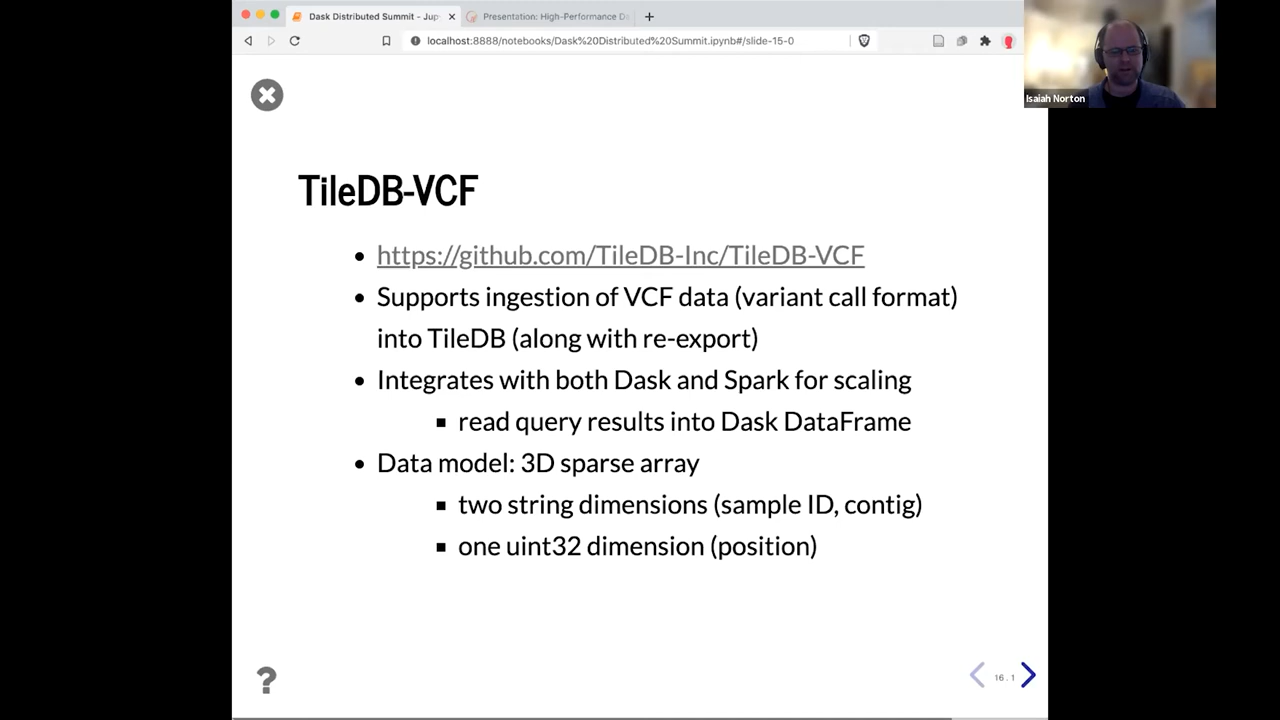 Dask Distributed Summit - Jup
Presentation: High-Performance Da
localhost:8888/notebooks/Dask%20Distributed%20Summit.ipynb#/slide-15-0
Isaiah Norton
TileDB-VCF
https://github.com/TileDB-Inc/TileDB-VCF
Supports ingestion of VCF data (variant call format)
into TileDB (along with re-export)
Integrates with both Dask and Spark for scaling
read query results into Dask DataFrame
Data model: 3D sparse array
two string dimensions (sample ID, contig)
one uint32 dimension (position)
?
16 . 1